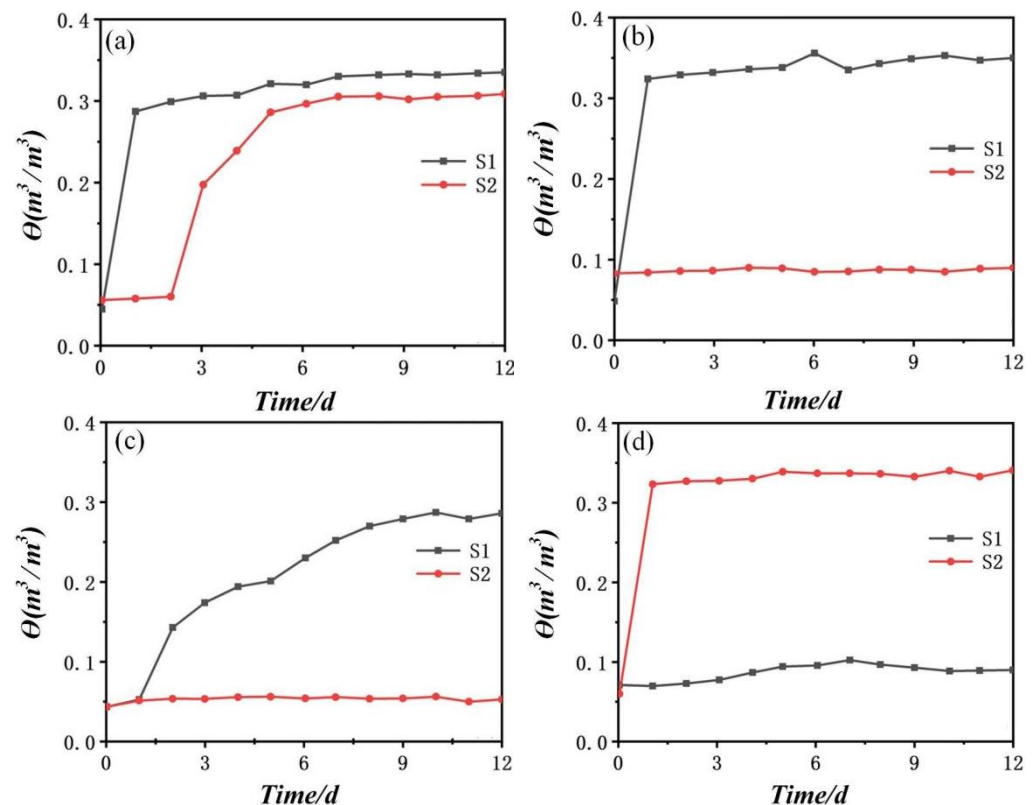 (a)
0.4
0.3
0.2
0.1
0.0
Θ(m³/m³)
S1
S2
0 3 6 9 12
Time/d
(b)
0.4
0.3
0.2
0.1
0.0
Θ(m³/m³)
S1
S2
0 3 6 9 12
Time/d
(c)
0.4
0.3
0.2
0.1
0.0
Θ(m³/m³)
S1
S2
0 3 6 9 12
Time/d
(d)
0.4
0.3
0.2
0.1
0.0
Θ(m³/m³)
S1
S2
0 3 6 9 12
Time/d